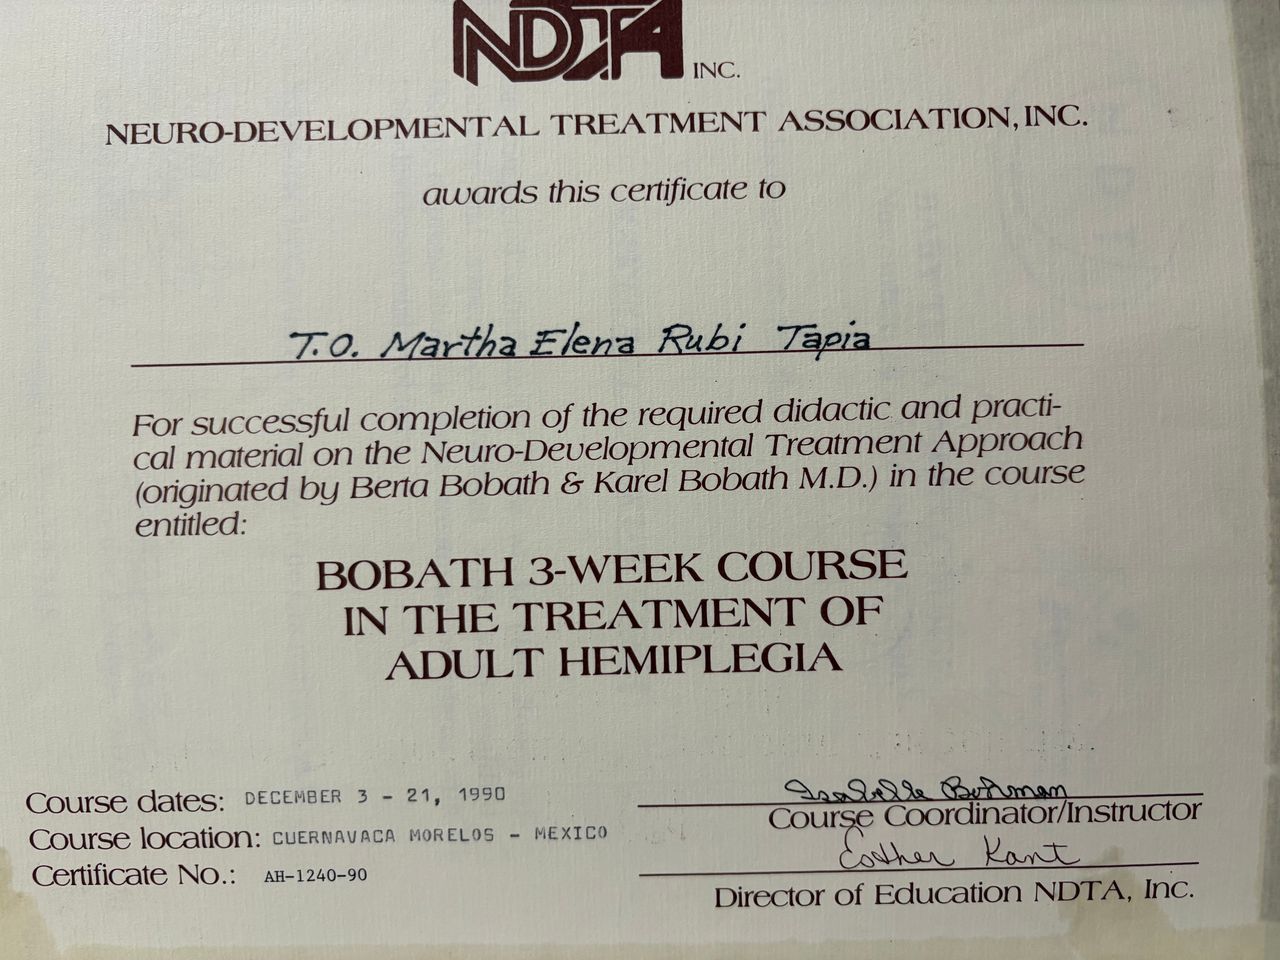 NDTA INC.
NEURO-DEVELOPMENTAL TREATMENT ASSOCIATION, INC.
awards this certificate to
T.O. Martha Elena Rubi Tapia
For successful completion of the required didactic and practi-
cal material on the Neuro-Developmental Treatment Approach
(originated by Berta Bobath & Karel Bobath M.D.) in the course
entitled:
BOBATH 3-WEEK COURSE
IN THE TREATMENT OF
ADULT HEMIPLEGIA
Course dates: DECEMBER 3 - 21, 1990
Course location: CUERNAVACA MORELOS - MEXICO
Certificate No.: AH-1240-90
Isabelle Bohman
Course Coordinator/Instructor
Esther Kant
Director of Education NDTA, Inc.